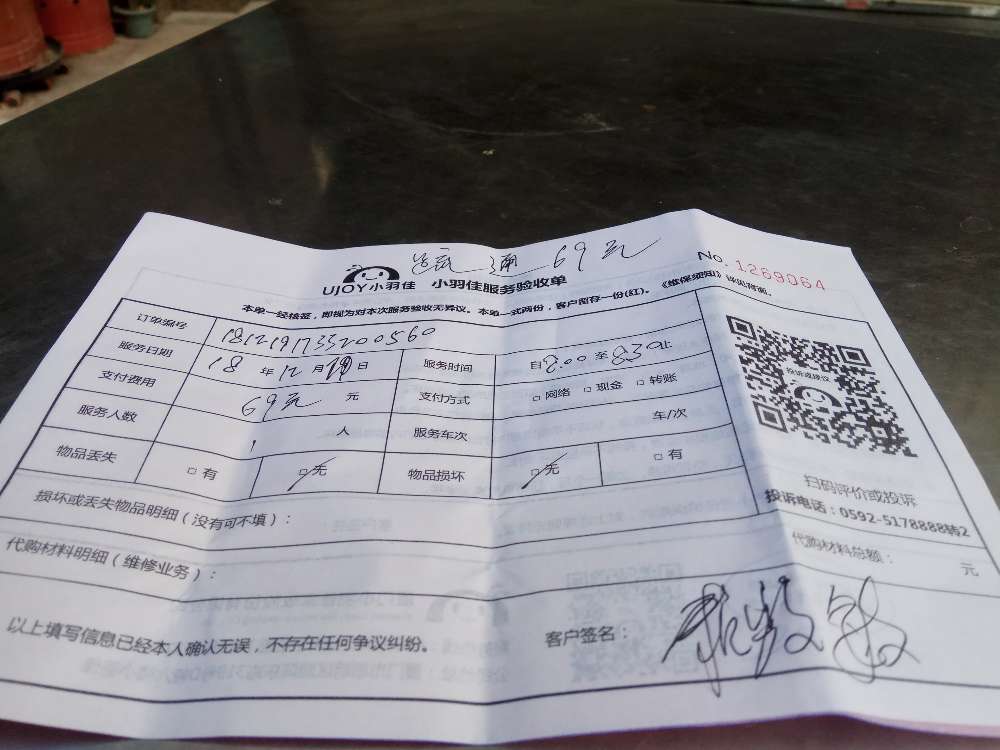 通 69元
UJOY小羽佳 小羽佳服务验收单
No. 1269064
本单一经核签，即视为对本次服务验收无异议。本单一式两份，客户留存一份(红)。《维保须知》详见背面。
订单编号 1812191733200560
服务日期 18 年 12 月 19 日 服务时间 自8:00 至 830止
支付费用 69元 元 支付方式 □ 网络 □ 现金 □ 转账
服务人数 1 人 服务车次 车/次
物品丢失 □ 有 □ 无 物品损坏 □ 无 □ 有
投诉或建议
扫码评价或投诉
投诉电话：0592-5178888转2
损坏或丢失物品明细（没有可不填）：
代购材料明细（维修业务）： 代购材料总额： 元
以上填写信息已经本人确认无误，不存在任何争议纠纷。 客户签名：